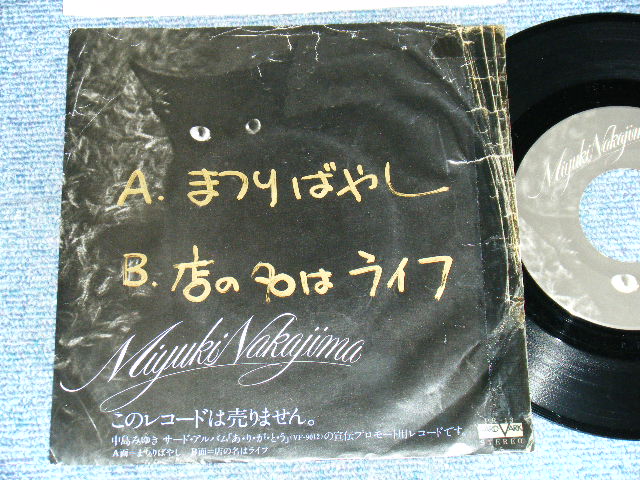 A. まつりばやし
B. 店の名はライフ
Miyuki Nakajima
このレコードは売りません。
中島みゆき サード・アルバム「あ・り・が・と・う」(VF-9012)の宣伝プロモート用レコードです。
A面=まつりばやし B面=店の名はライフ
STEREO
Miyuki Nakajima